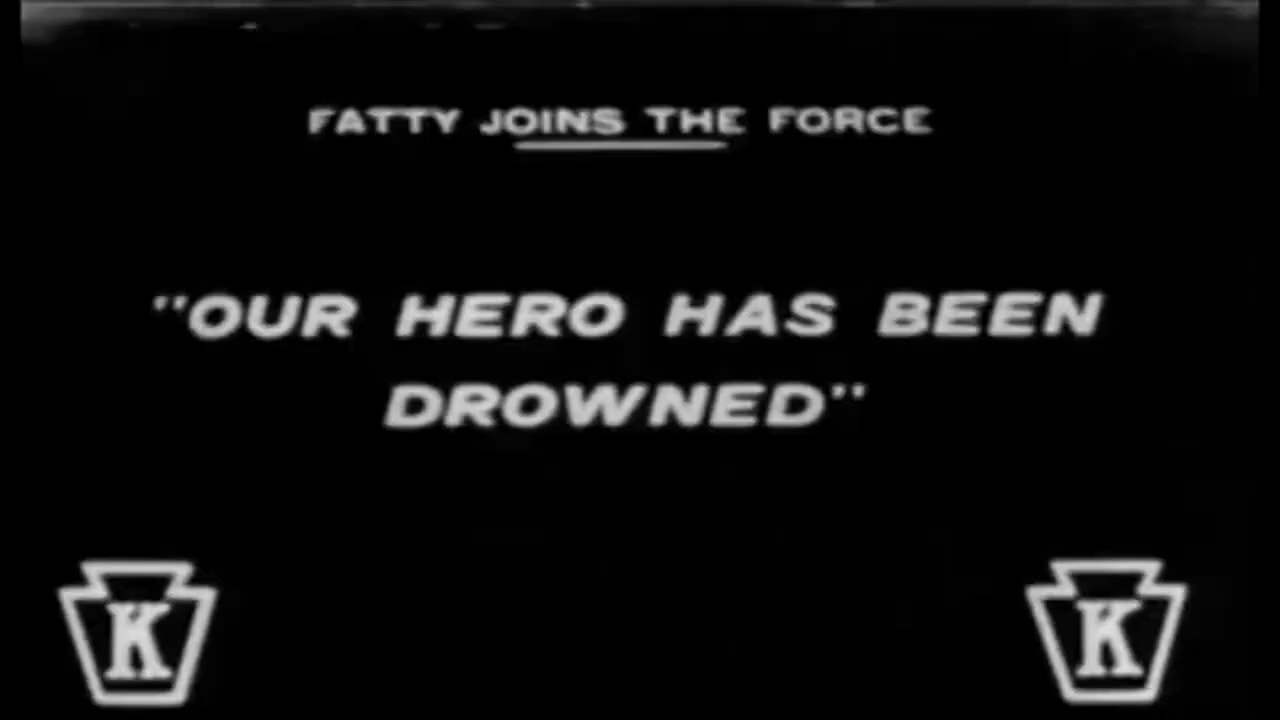 FATTY JOINS THE FORCE
"OUR HERO HAS BEEN
DROWNED"
K K